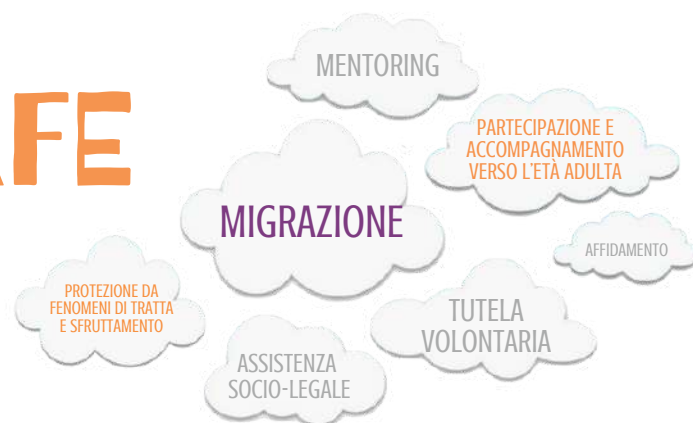 MENTORING
AFE
PARTECIPAZIONE E
ACCOMPAGNAMENTO
VERSO L'ETÀ ADULTA
MIGRAZIONE
AFFIDAMENTO
PROTEZIONE DA
FENOMENI DI TRATTA
E SFRUTTAMENTO
TUTELA
VOLONTARIA
ASSISTENZA
SOCIO-LEGALE